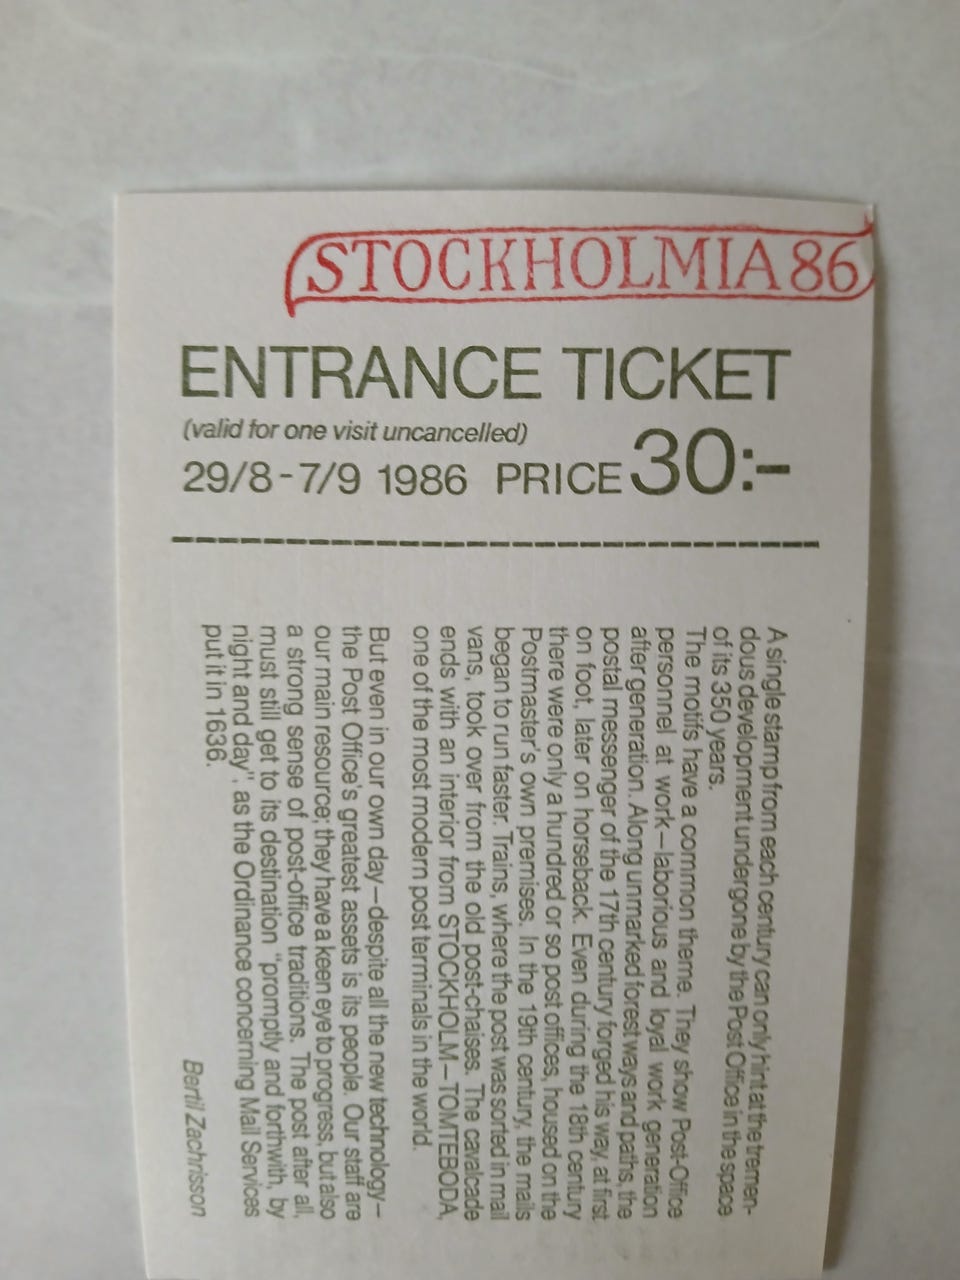 STOCKHOLMIA 86
ENTRANCE TICKET
(valid for one visit uncancelled)
29/8 - 7/9 1986 PRICE 30:-
A single stamp from each century can only hint at the tremen-
dous development undergone by the Post Office in the space
of its 350 years.
The motifs have a common theme. They show Post-Office
personnel at work—laborious and loyal work generation
after generation. Along unmarked forest ways and paths, the
postal messenger of the 17th century forged his way, at first
on foot, later on horseback. Even during the 18th century
there were only a hundred or so post offices, housed on the
Postmaster's own premises. In the 19th century, the mails
began to run faster. Trains, where the post was sorted in mail
vans, took over from the old post-chaises. The cavalcade
ends with an interior from STOCKHOLM – TOMTEBODA,
one of the most modern post terminals in the world.
But even in our own day—despite all the new technology—
the Post Office's greatest assets is its people. Our staff are
our main resource; they have a keen eye to progress, but also
a strong sense of post-office traditions. The post after all,
must still get to its destination "promptly and forthwith, by
night and day", as the Ordinance concerning Mail Services
put it in 1636.
Bertil Zachrisson